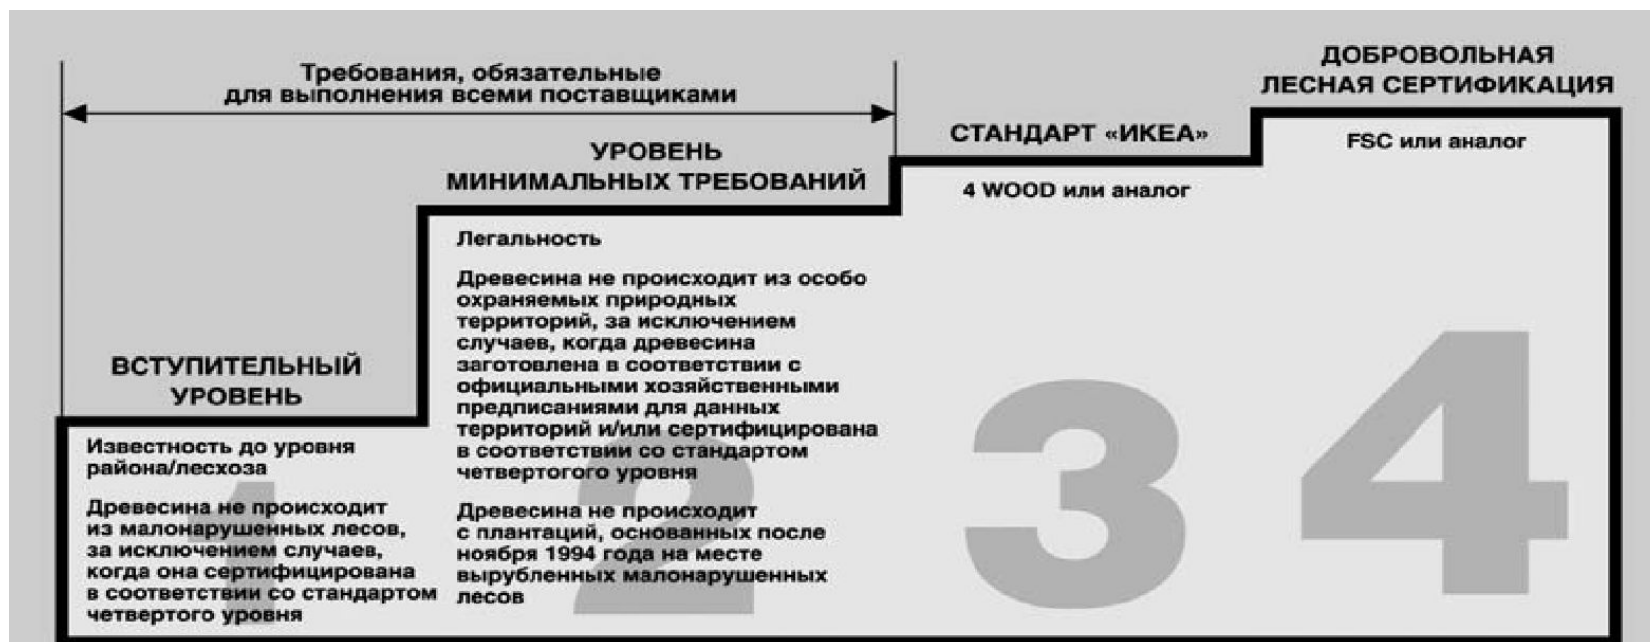 Требования, обязательные
для выполнения всеми поставщиками
ВСТУПИТЕЛЬНЫЙ
УРОВЕНЬ
Известность до уровня
района/лесхоза
Древесина не происходит
из малонарушенных лесов,
за исключением случаев,
когда она сертифицирована
в соответствии со стандартом
четвертого уровня
1
УРОВЕНЬ
МИНИМАЛЬНЫХ ТРЕБОВАНИЙ
Легальность
Древесина не происходит из особо
охраняемых природных
территорий, за исключением
случаев, когда древесина
заготовлена в соответствии с
официальными хозяйственными
предписаниями для данных
территорий и/или сертифицирована
в соответствии со стандартом
четвертогого уровня
Древесина не происходит
с плантаций, основанных после
ноября 1994 года на месте
вырубленных малонарушенных
лесов
2
СТАНДАРТ «ИКЕА»
4 WOOD или аналог
3
ДОБРОВОЛЬНАЯ
ЛЕСНАЯ СЕРТИФИКАЦИЯ
FSC или аналог
4